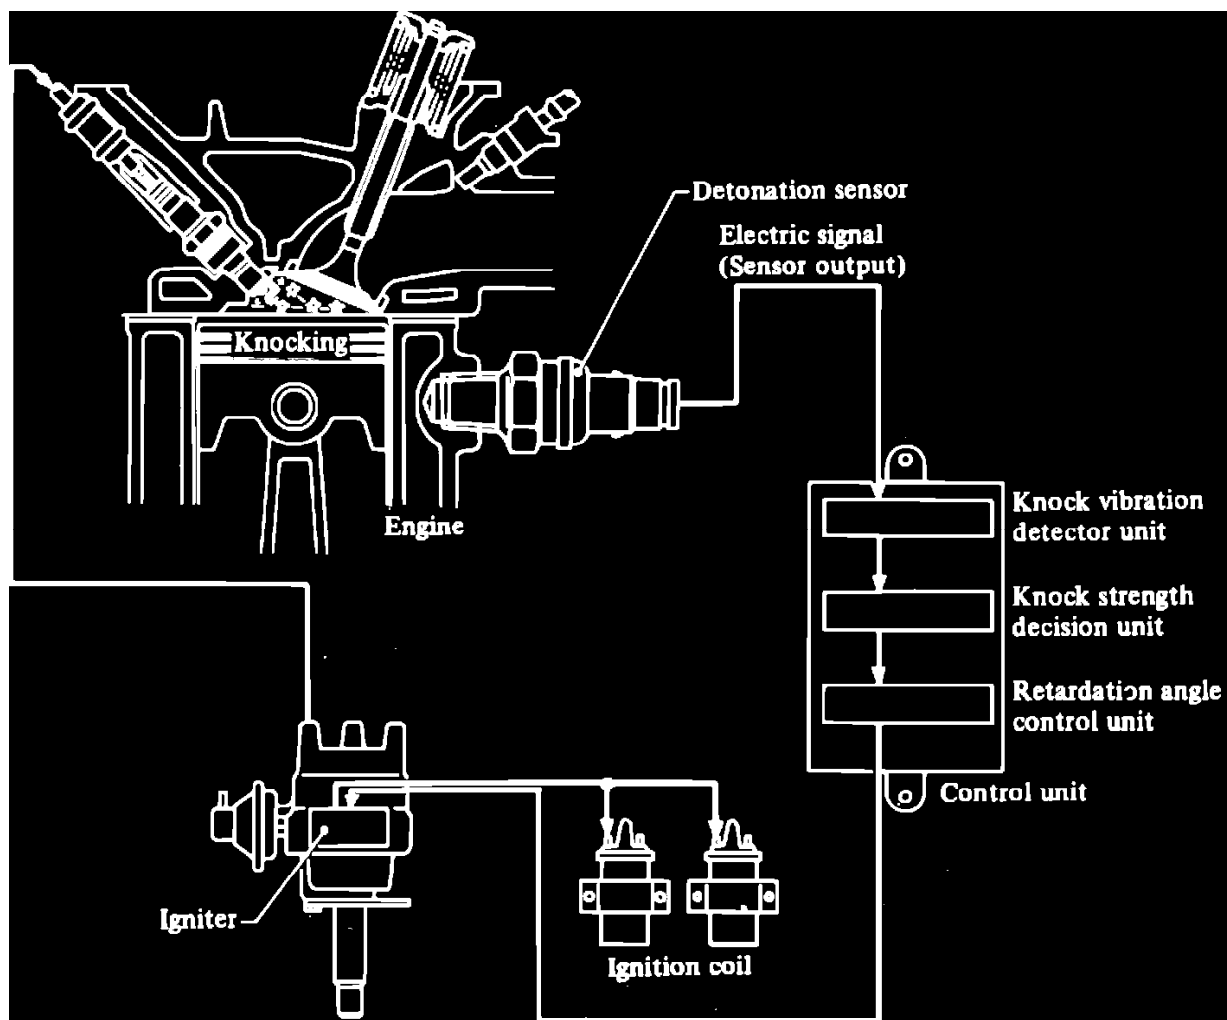 Detonation sensor
Electric signal
(Sensor output)
Knocking
Engine
Knock vibration
detector unit
Knock strength
decision unit
Retardation angle
control unit
Control unit
Igniter
Ignition coil